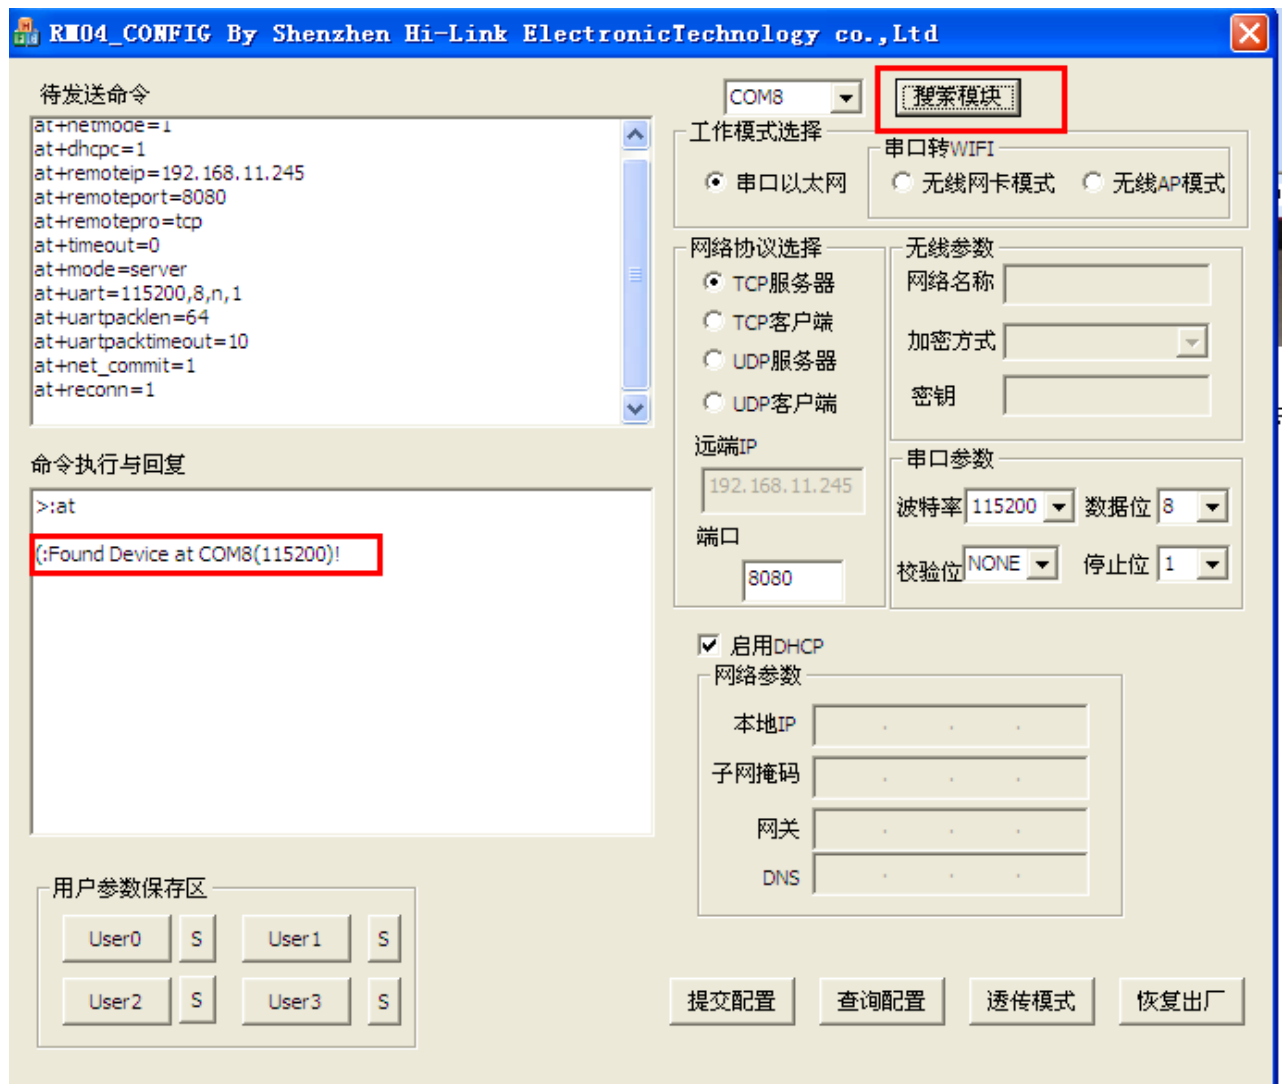 RM04_CONFIG By Shenzhen Hi-Link ElectronicTechnology co.,Ltd
待发送命令
at+netmode=1
at+dhcpc=1
at+remoteip=192.168.11.245
at+remoteport=8080
at+remotepro=tcp
at+timeout=0
at+mode=server
at+uart=115200,8,n,1
at+uartpacklen=64
at+uartpacktimeout=10
at+net_commit=1
at+reconn=1
命令执行与回复
>:at
(:Found Device at COM8(115200)!
用户参数保存区
User0 S User1 S
User2 S User3 S
COM8 搜索模块
工作模式选择
串口以太网
串口转WIFI
无线网卡模式 无线AP模式
网络协议选择
TCP服务器
TCP客户端
UDP服务器
UDP客户端
远端IP
192.168.11.245
端口
8080
无线参数
网络名称
加密方式
密钥
串口参数
波特率 115200 数据位 8
校验位 NONE 停止位 1
启用DHCP
网络参数
本地IP
子网掩码
网关
DNS
提交配置 查询配置 透传模式 恢复出厂